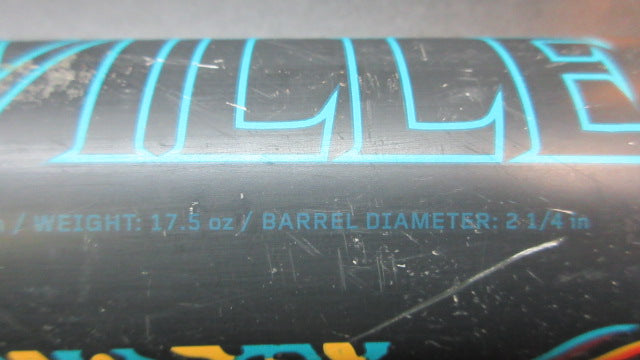 VILLE
/ WEIGHT: 17.5 oz / BARREL DIAMETER: 2 1/4 in